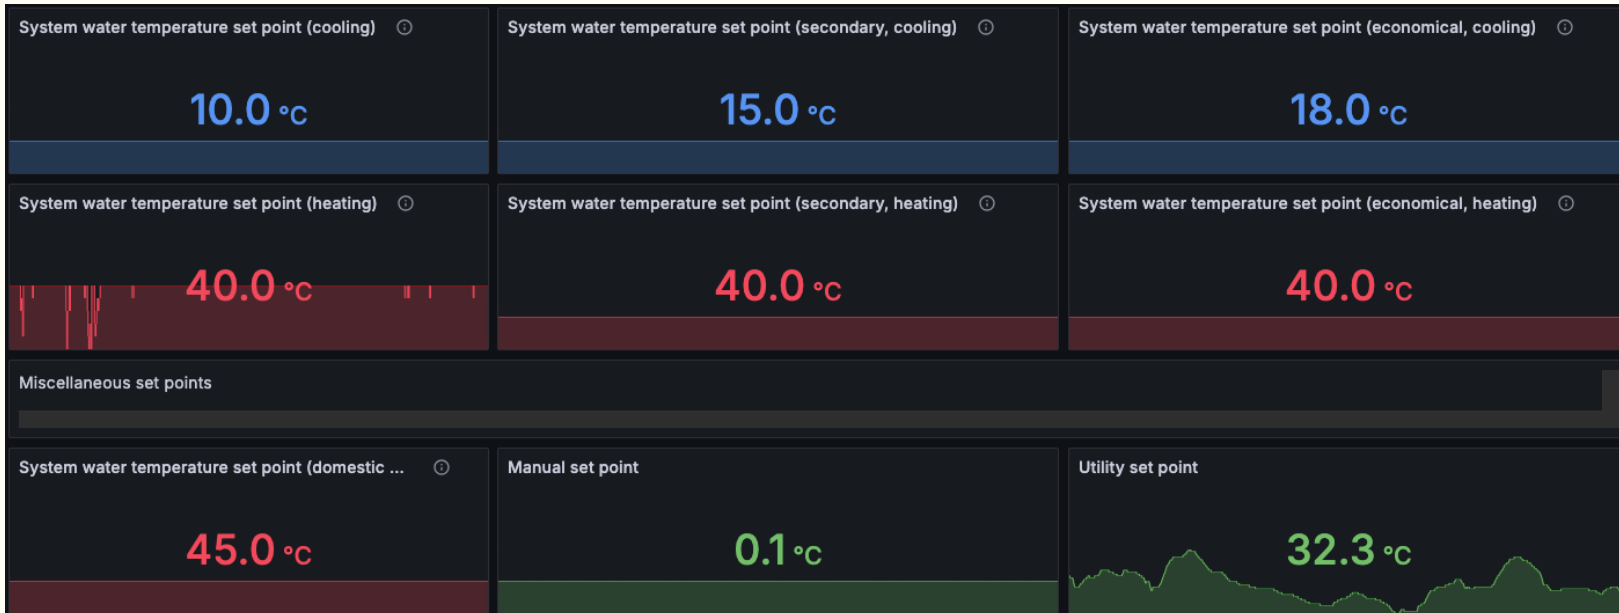 System water temperature set point (cooling)
System water temperature set point (secondary, cooling)
System water temperature set point (economical, cooling)
10.0 °C
15.0 °C
18.0 °C
System water temperature set point (heating)
System water temperature set point (secondary, heating)
System water temperature set point (economical, heating)
40.0 °C
40.0 °C
40.0 °C
Miscellaneous set points
System water temperature set point (domestic ...
Manual set point
Utility set point
45.0 °C
0.1 °C
32.3 °C